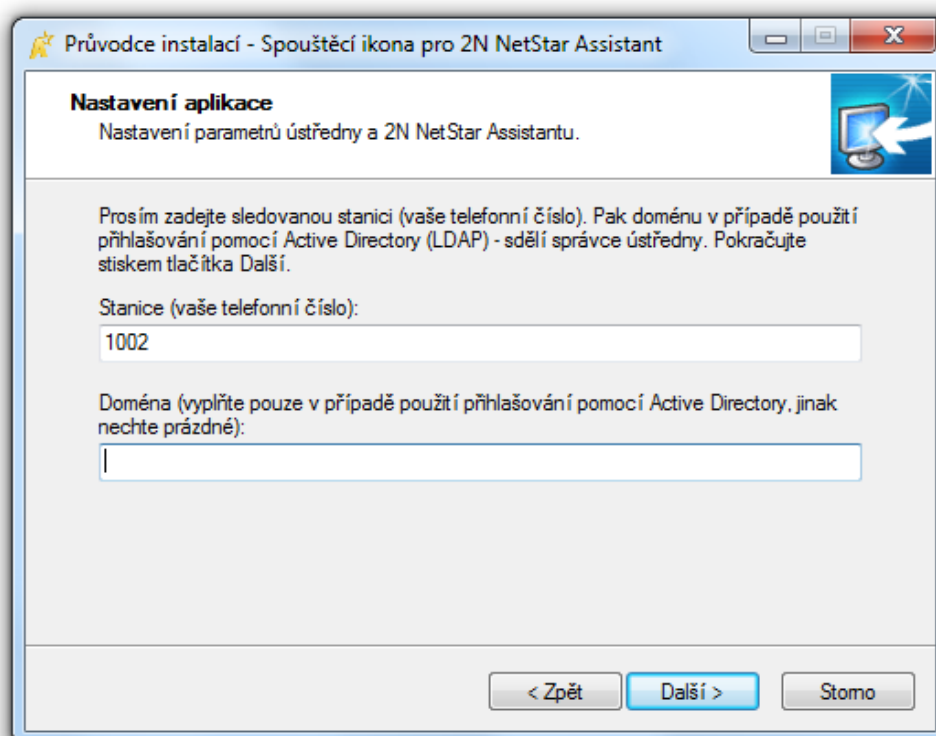 Průvodce instalací - Spouštěcí ikona pro 2N NetStar Assistant
Nastavení aplikace
Nastavení parametrů ústředny a 2N NetStar Assistantu.
Prosím zadejte sledovanou stanici (vaše telefonní číslo). Pak doménu v případě použití
přihlašování pomocí Active Directory (LDAP) - sdělí správce ústředny. Pokračujte
stiskem tlačítka Další.
Stanice (vaše telefonní číslo):
1002
Doména (vyplňte pouze v případě použití přihlašování pomocí Active Directory, jinak
nechte prázdné):
< Zpět
Další >
Storno